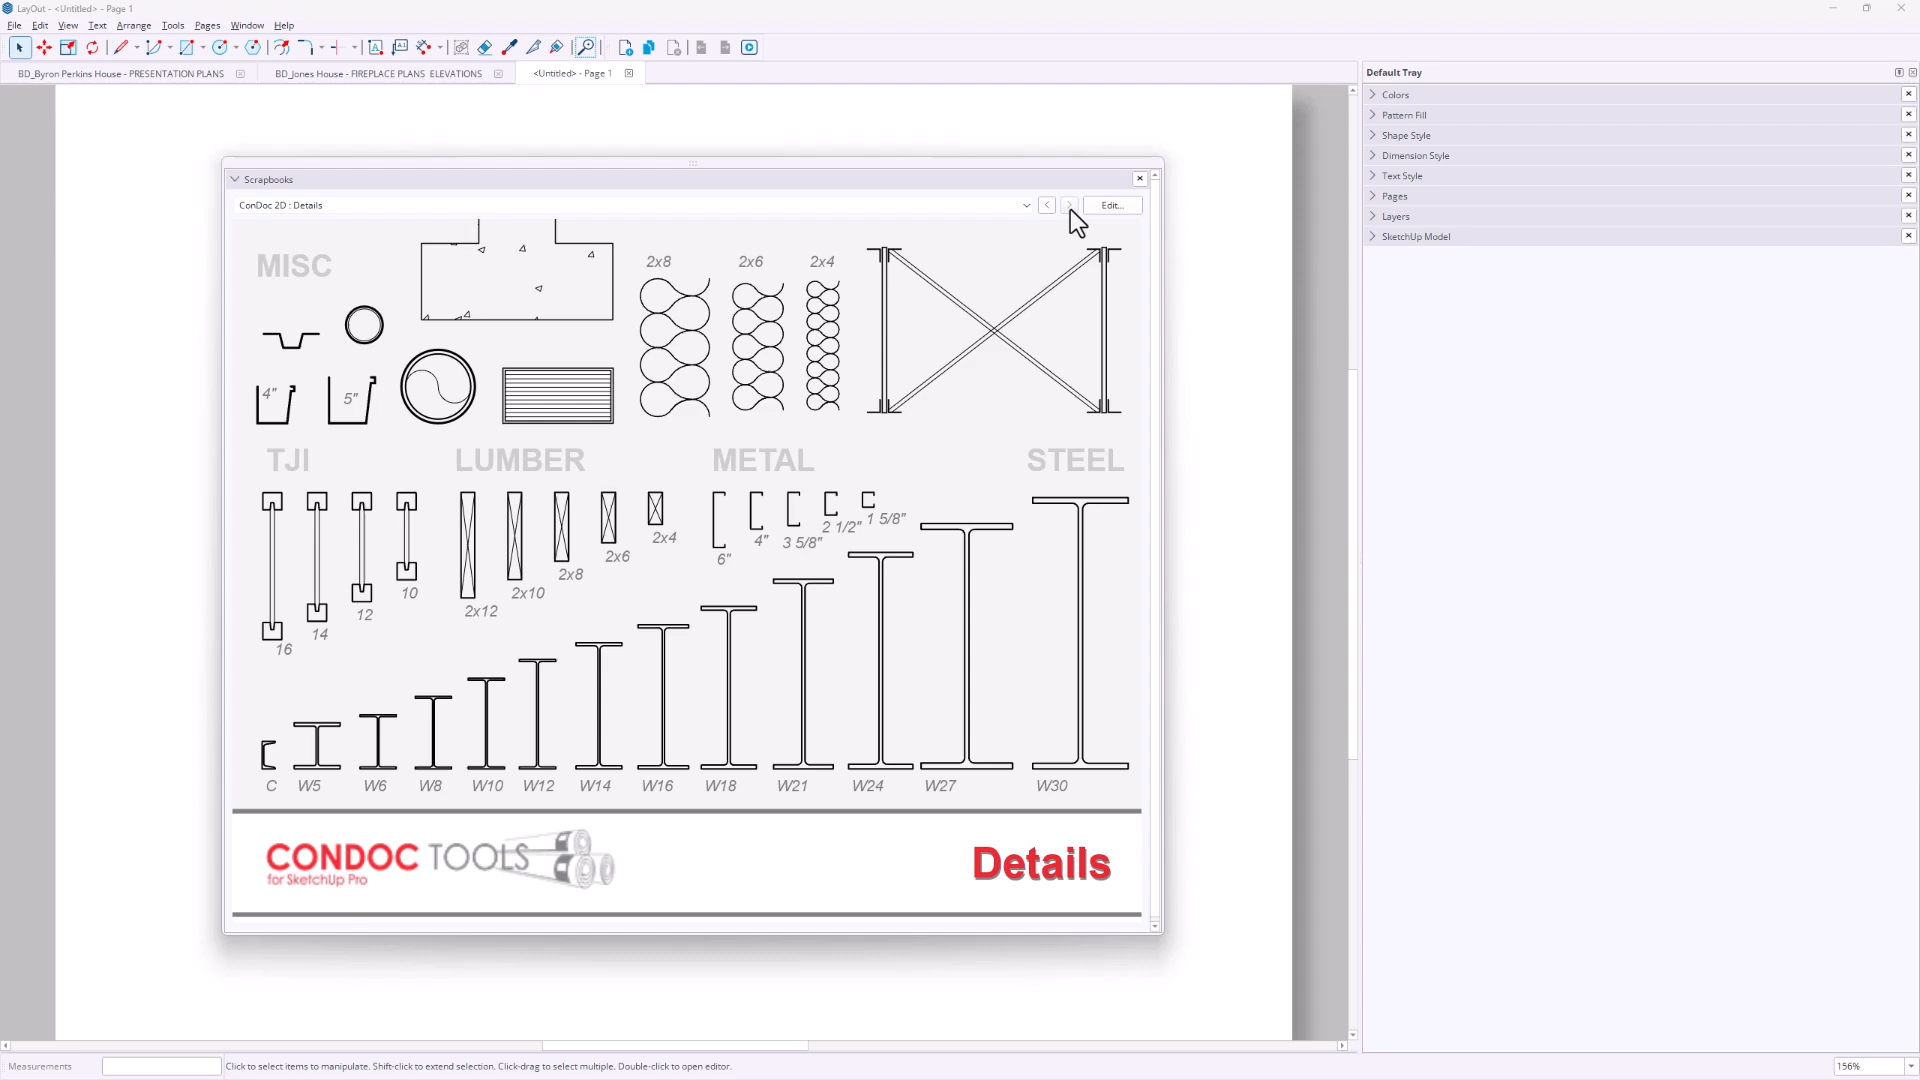 LayOut - <Untitled> - Page 1
File Edit View Text Arrange Tools Pages Window Help
BD_Byron Perkins House - PRESENTATION PLANS
BD_Jones House - FIREPLACE PLANS ELEVATIONS
<Untitled> - Page 1
Default Tray
Colors
Pattern Fill
Shape Style
Dimension Style
Text Style
Pages
Layers
SketchUp Model
Scrapbooks
ConDoc 2D : Details
Edit...
MISC
2x8 2x6 2x4
4" 5"
TJI LUMBER METAL STEEL
16 14 12 10
2x12 2x10 2x8 2x6 2x4
6" 4" 3 5/8" 2 1/2" 1 5/8"
C W5 W6 W8 W10 W12 W14 W16 W18 W21 W24 W27 W30
CONDOC TOOLS
for SketchUp Pro
Details
Measurements
Click to select items to manipulate. Shift-click to extend selection. Click-drag to select multiple. Double-click to open editor.
156%